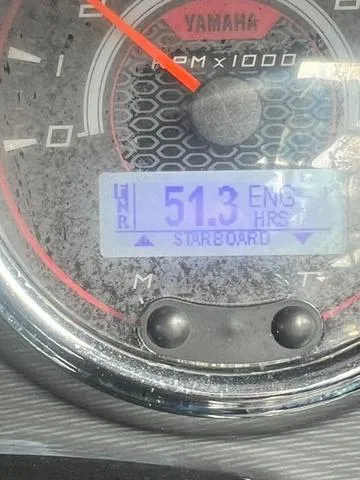 YAMAHA
RPM x1000
1
0
F
N
R
51.3 ENG HRS
STARBOARD
M T